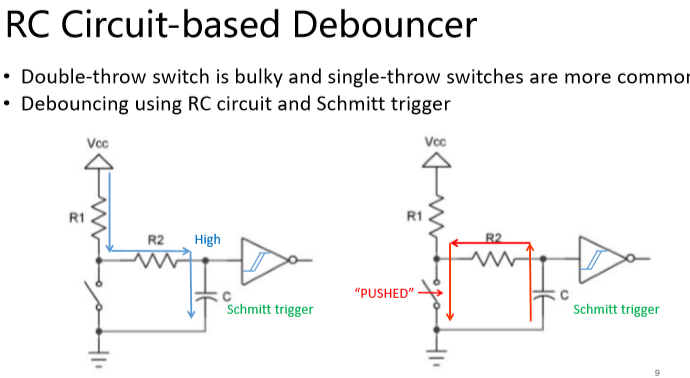 RC Circuit-based Debouncer
• Double-throw switch is bulky and single-throw switches are more commo
• Debouncing using RC circuit and Schmitt trigger
Vcc
R1
R2
High
C
Schmitt trigger
Vcc
R1
R2
"PUSHED"
C
Schmitt trigger
9